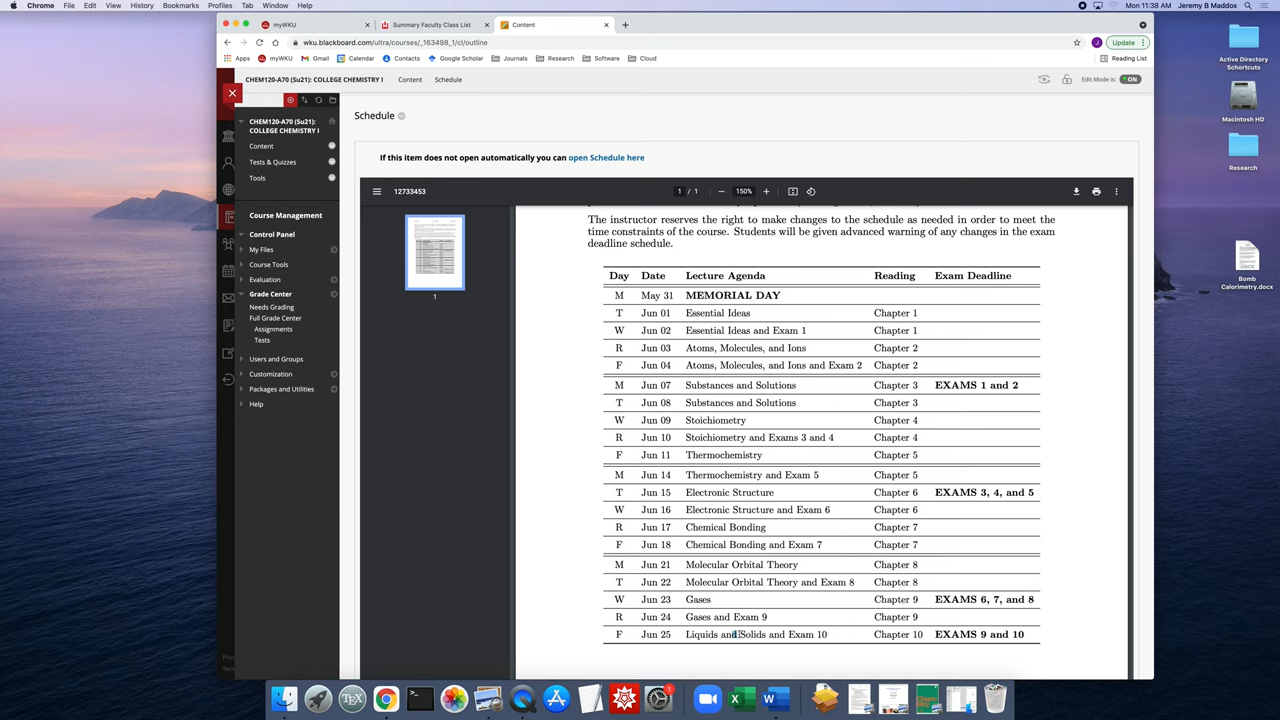 Chrome File Edit View History Bookmarks Profiles Tab Window Help Mon 11:38 AM Jeremy B Maddox
myWKU Summary Faculty Class List Content
wku.blackboard.com/ultra/courses/_163498_1/cl/outline J Update
Apps myWKU Gmail Calendar Contacts Google Scholar Journals Research Software Cloud Reading List
CHEM120-A70 (Su21): COLLEGE CHEMISTRY I Content Schedule Edit Mode is: ON
CHEM120-A70 (Su21):
COLLEGE CHEMISTRY I
Content
Tests & Quizzes
Tools
Course Management
Control Panel
My Files
Course Tools
Evaluation
Grade Center
Needs Grading
Full Grade Center
Assignments
Tests
Users and Groups
Customization
Packages and Utilities
Help
Schedule
If this item does not open automatically you can open Schedule here
12733453 1 / 1 150%
1
The instructor reserves the right to make changes to the schedule as needed in order to meet the
time constraints of the course. Students will be given advanced warning of any changes in the exam
deadline schedule.
Day Date Lecture Agenda Reading Exam Deadline
M May 31 MEMORIAL DAY
T Jun 01 Essential Ideas Chapter 1
W Jun 02 Essential Ideas and Exam 1 Chapter 1
R Jun 03 Atoms, Molecules, and Ions Chapter 2
F Jun 04 Atoms, Molecules, and Ions and Exam 2 Chapter 2
M Jun 07 Substances and Solutions Chapter 3 EXAMS 1 and 2
T Jun 08 Substances and Solutions Chapter 3
W Jun 09 Stoichiometry Chapter 4
R Jun 10 Stoichiometry and Exams 3 and 4 Chapter 4
F Jun 11 Thermochemistry Chapter 5
M Jun 14 Thermochemistry and Exam 5 Chapter 5
T Jun 15 Electronic Structure Chapter 6 EXAMS 3, 4, and 5
W Jun 16 Electronic Structure and Exam 6 Chapter 6
R Jun 17 Chemical Bonding Chapter 7
F Jun 18 Chemical Bonding and Exam 7 Chapter 7
M Jun 21 Molecular Orbital Theory Chapter 8
T Jun 22 Molecular Orbital Theory and Exam 8 Chapter 8
W Jun 23 Gases Chapter 9 EXAMS 6, 7, and 8
R Jun 24 Gases and Exam 9 Chapter 9
F Jun 25 Liquids and Solids and Exam 10 Chapter 10 EXAMS 9 and 10
Active Directory
Schortcuts
Macintosh HD
Research
DOCX
Bomb
Calorimetry.docx
TEX
1